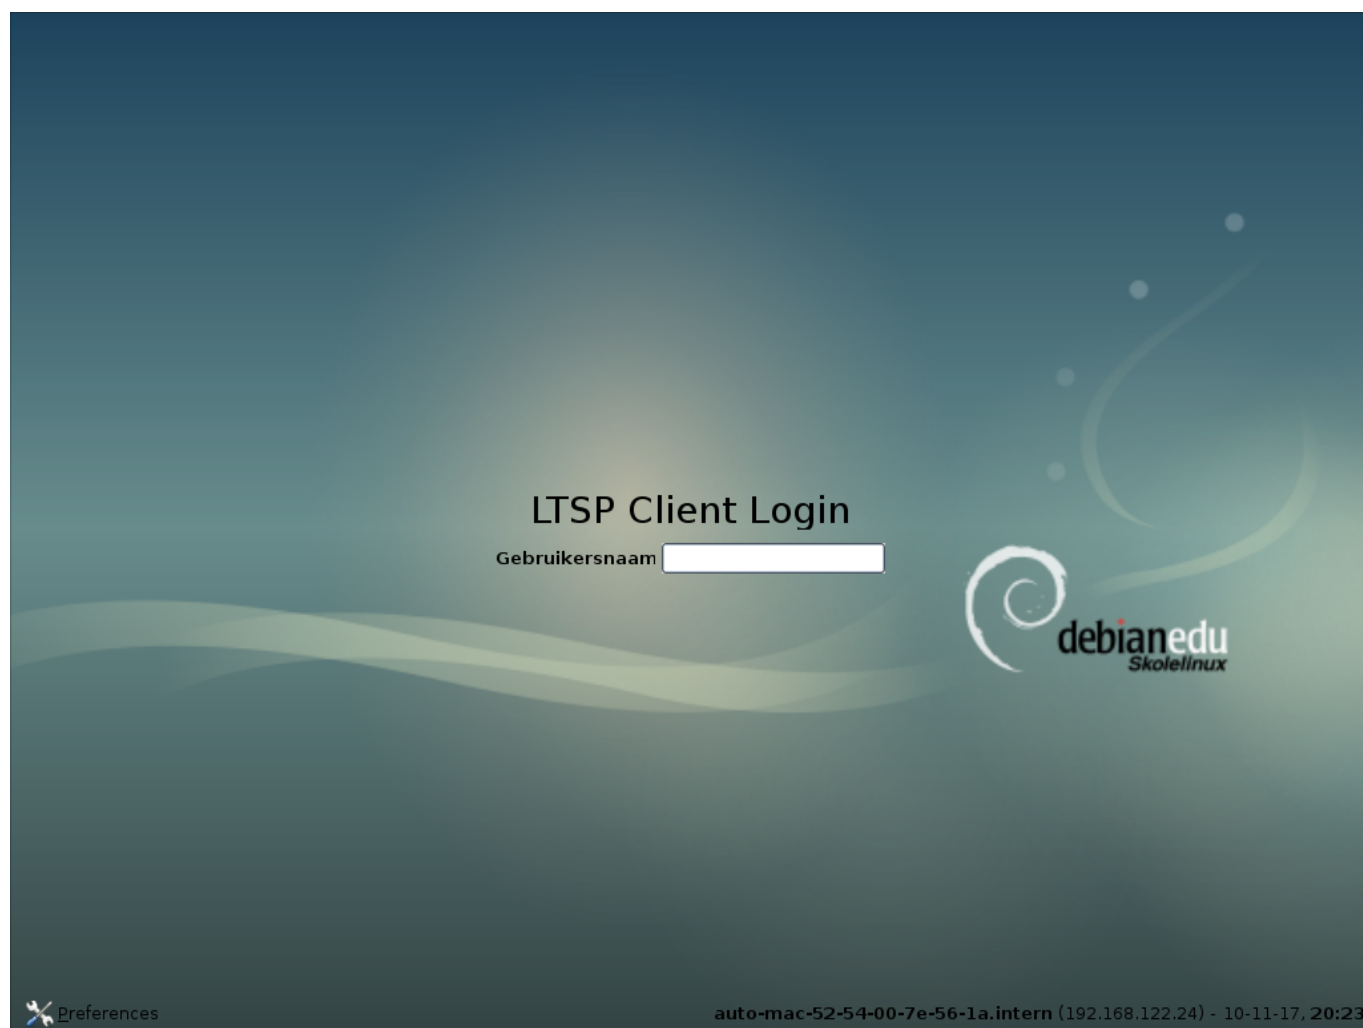 LTSP Client Login
Gebruikersnaam
debianedu
Skolelinux
Preferences
auto-mac-52-54-00-7e-56-1a.intern (192.168.122.24) - 10-11-17, 20:23